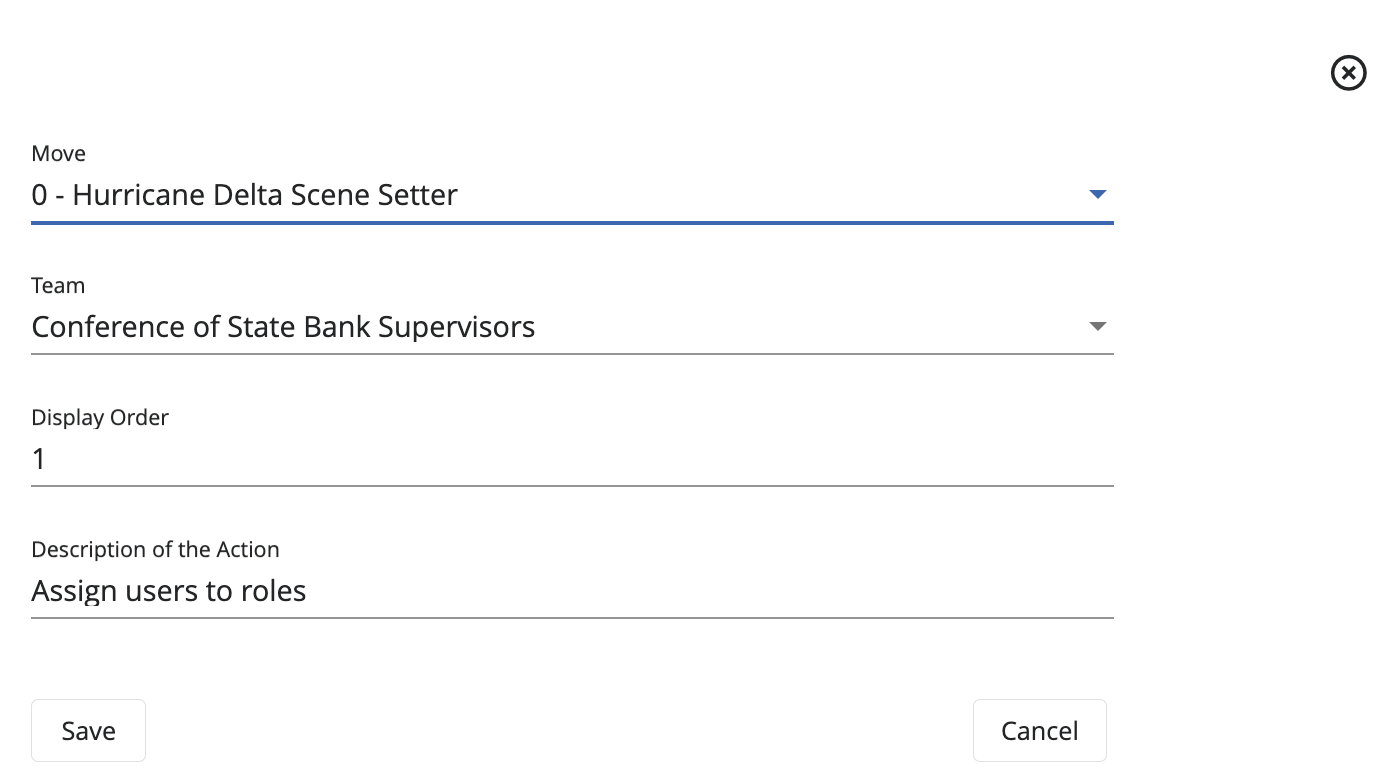 Move
0 - Hurricane Delta Scene Setter
Team
Conference of State Bank Supervisors
Display Order
1
Description of the Action
Assign users to roles
Save
Cancel